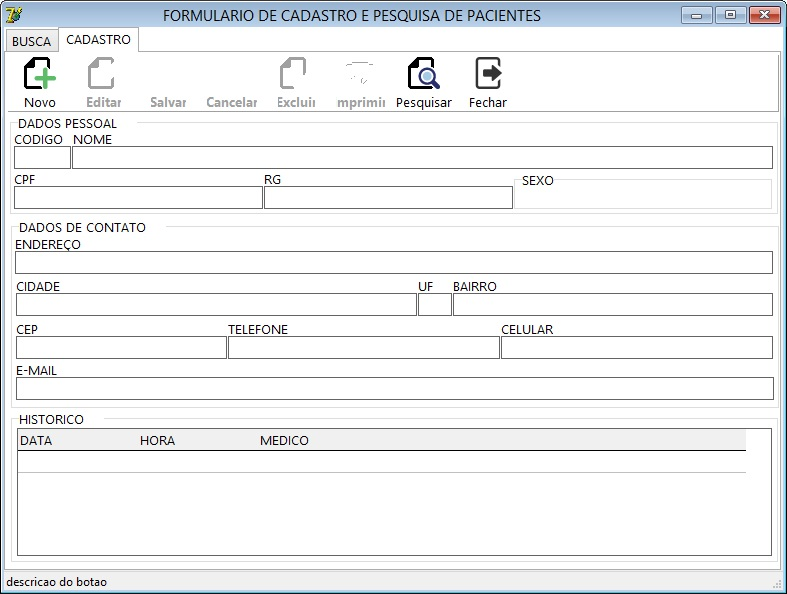 FORMULARIO DE CADASTRO E PESQUISA DE PACIENTES
BUSCA CADASTRO
Novo Editar Salvar Cancelar Excluii mprimii Pesquisar Fechar
DADOS PESSOAL
CODIGO NOME
CPF RG SEXO
DADOS DE CONTATO
ENDEREÇO
CIDADE UF BAIRRO
CEP TELEFONE CELULAR
E-MAIL
HISTORICO
DATA HORA MEDICO
descricao do botao